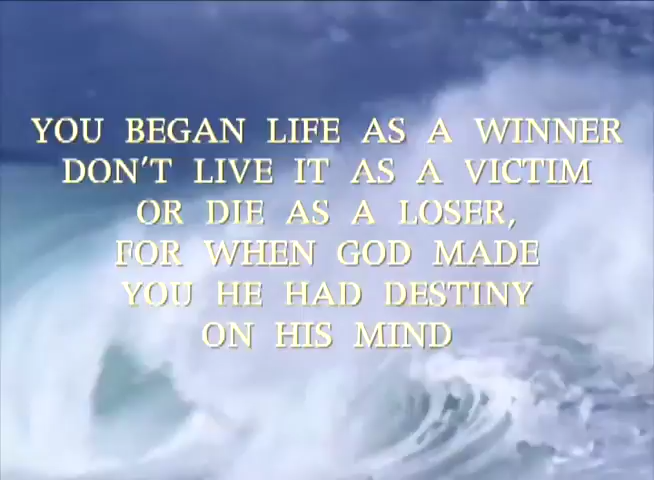 YOU BEGAN LIFE AS A WINNER
DON'T LIVE IT AS A VICTIM
OR DIE AS A LOSER,
FOR WHEN GOD MADE
YOU HE HAD DESTINY
ON HIS MIND